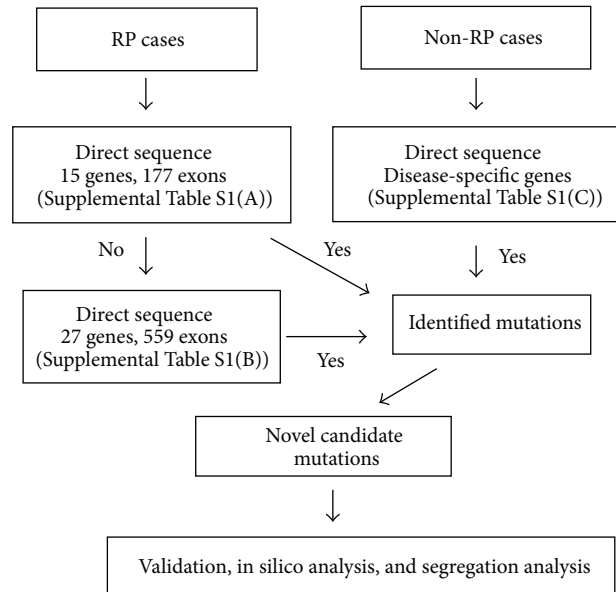 RP cases
Non-RP cases
Direct sequence
15 genes, 177 exons
(Supplemental Table S1(A))
Direct sequence
Disease-specific genes
(Supplemental Table S1(C))
No
Yes
Yes
Direct sequence
27 genes, 559 exons
(Supplemental Table S1(B))
Yes
Identified mutations
Novel candidate
mutations
Validation, in silico analysis, and segregation analysis